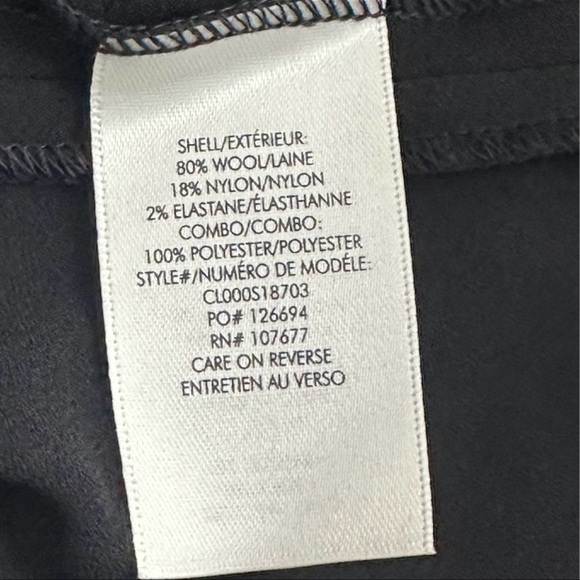 SHELL/EXTÉRIEUR:
80% WOOL/LAINE
18% NYLON/NYLON
2% ELASTANE/ÉLASTHANNE
COMBO/COMBO:
100% POLYESTER/POLYESTER
STYLE#/NUMÉRO DE MODÉLE:
CL000S18703
PO# 126694
RN# 107677
CARE ON REVERSE
ENTRETIEN AU VERSO